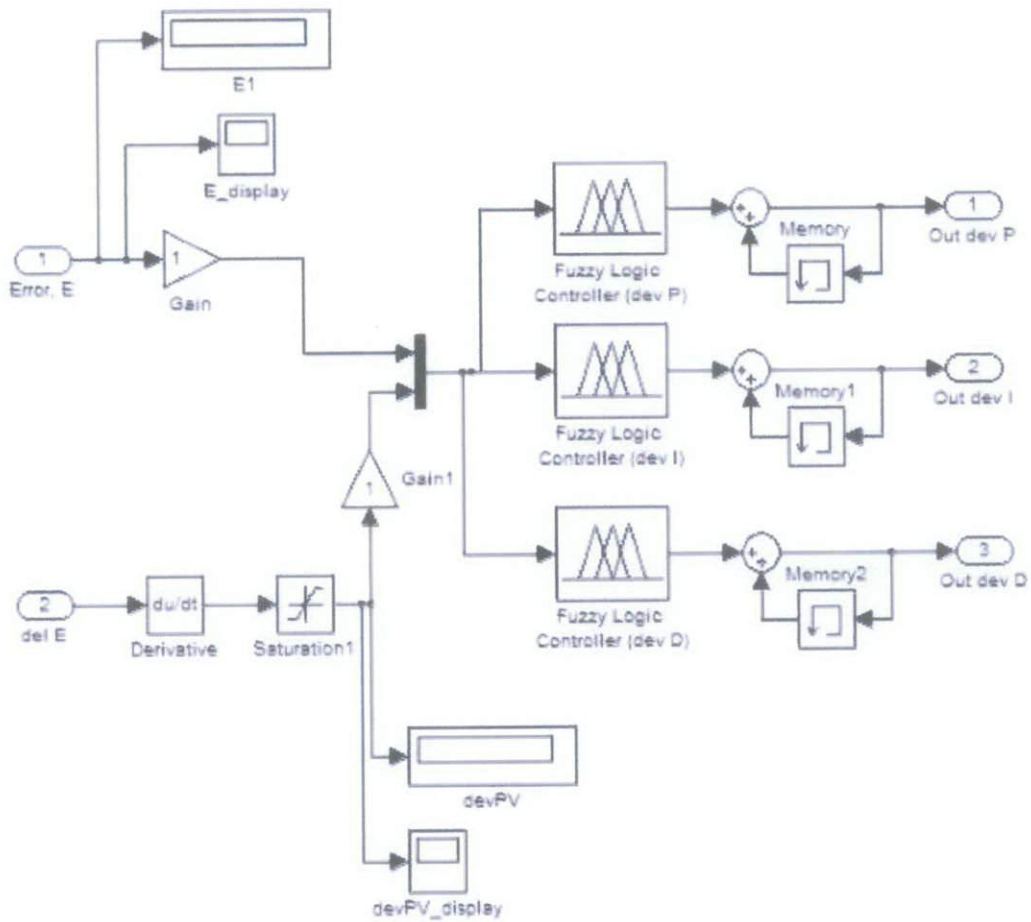 E1
E_display
1
Error, E
1
Gain
Fuzzy Logic
Controller (dev P)
Memory
1
Out dev P
Fuzzy Logic
Controller (dev I)
Memory1
2
Out dev I
1
Gain1
Fuzzy Logic
Controller (dev D)
Memory2
3
Out dev D
2
del E
du/dt
Derivative
Saturation1
devPV
devPV_display